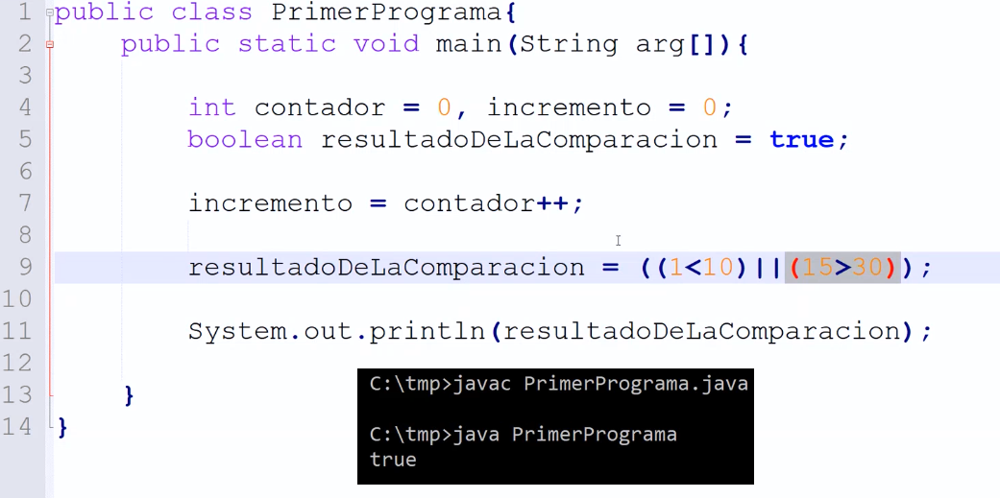 1 public class PrimerPrograma{
2 public static void main(String arg[]){
3
4 int contador = 0, incremento = 0;
5 boolean resultadoDeLaComparacion = true;
6
7 incremento = contador++;
8
9 resultadoDeLaComparacion = ((1<10)||(15>30));
10
11 System.out.println(resultadoDeLaComparacion);
12
13 }
14 }
C:\tmp>javac PrimerPrograma.java
C:\tmp>java PrimerPrograma
true